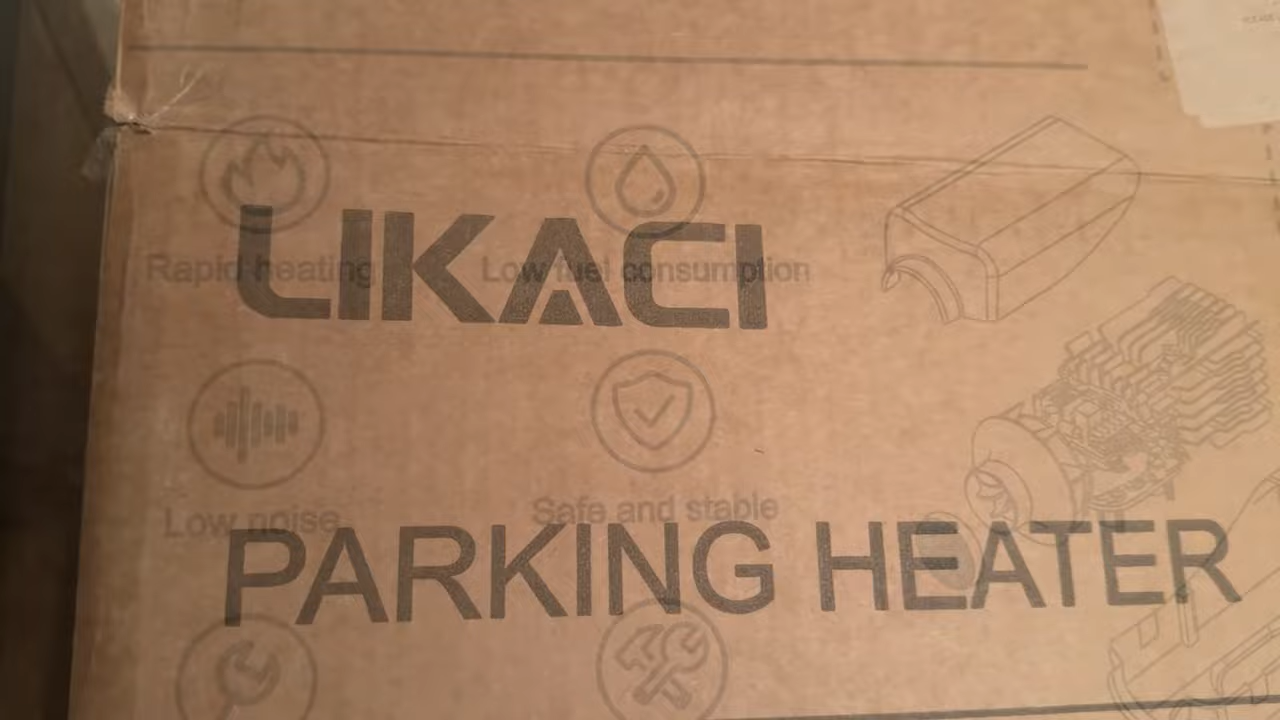 Rapid heating Low fuel consumption
LIKACI
Low noise Safe and stable
PARKING HEATER